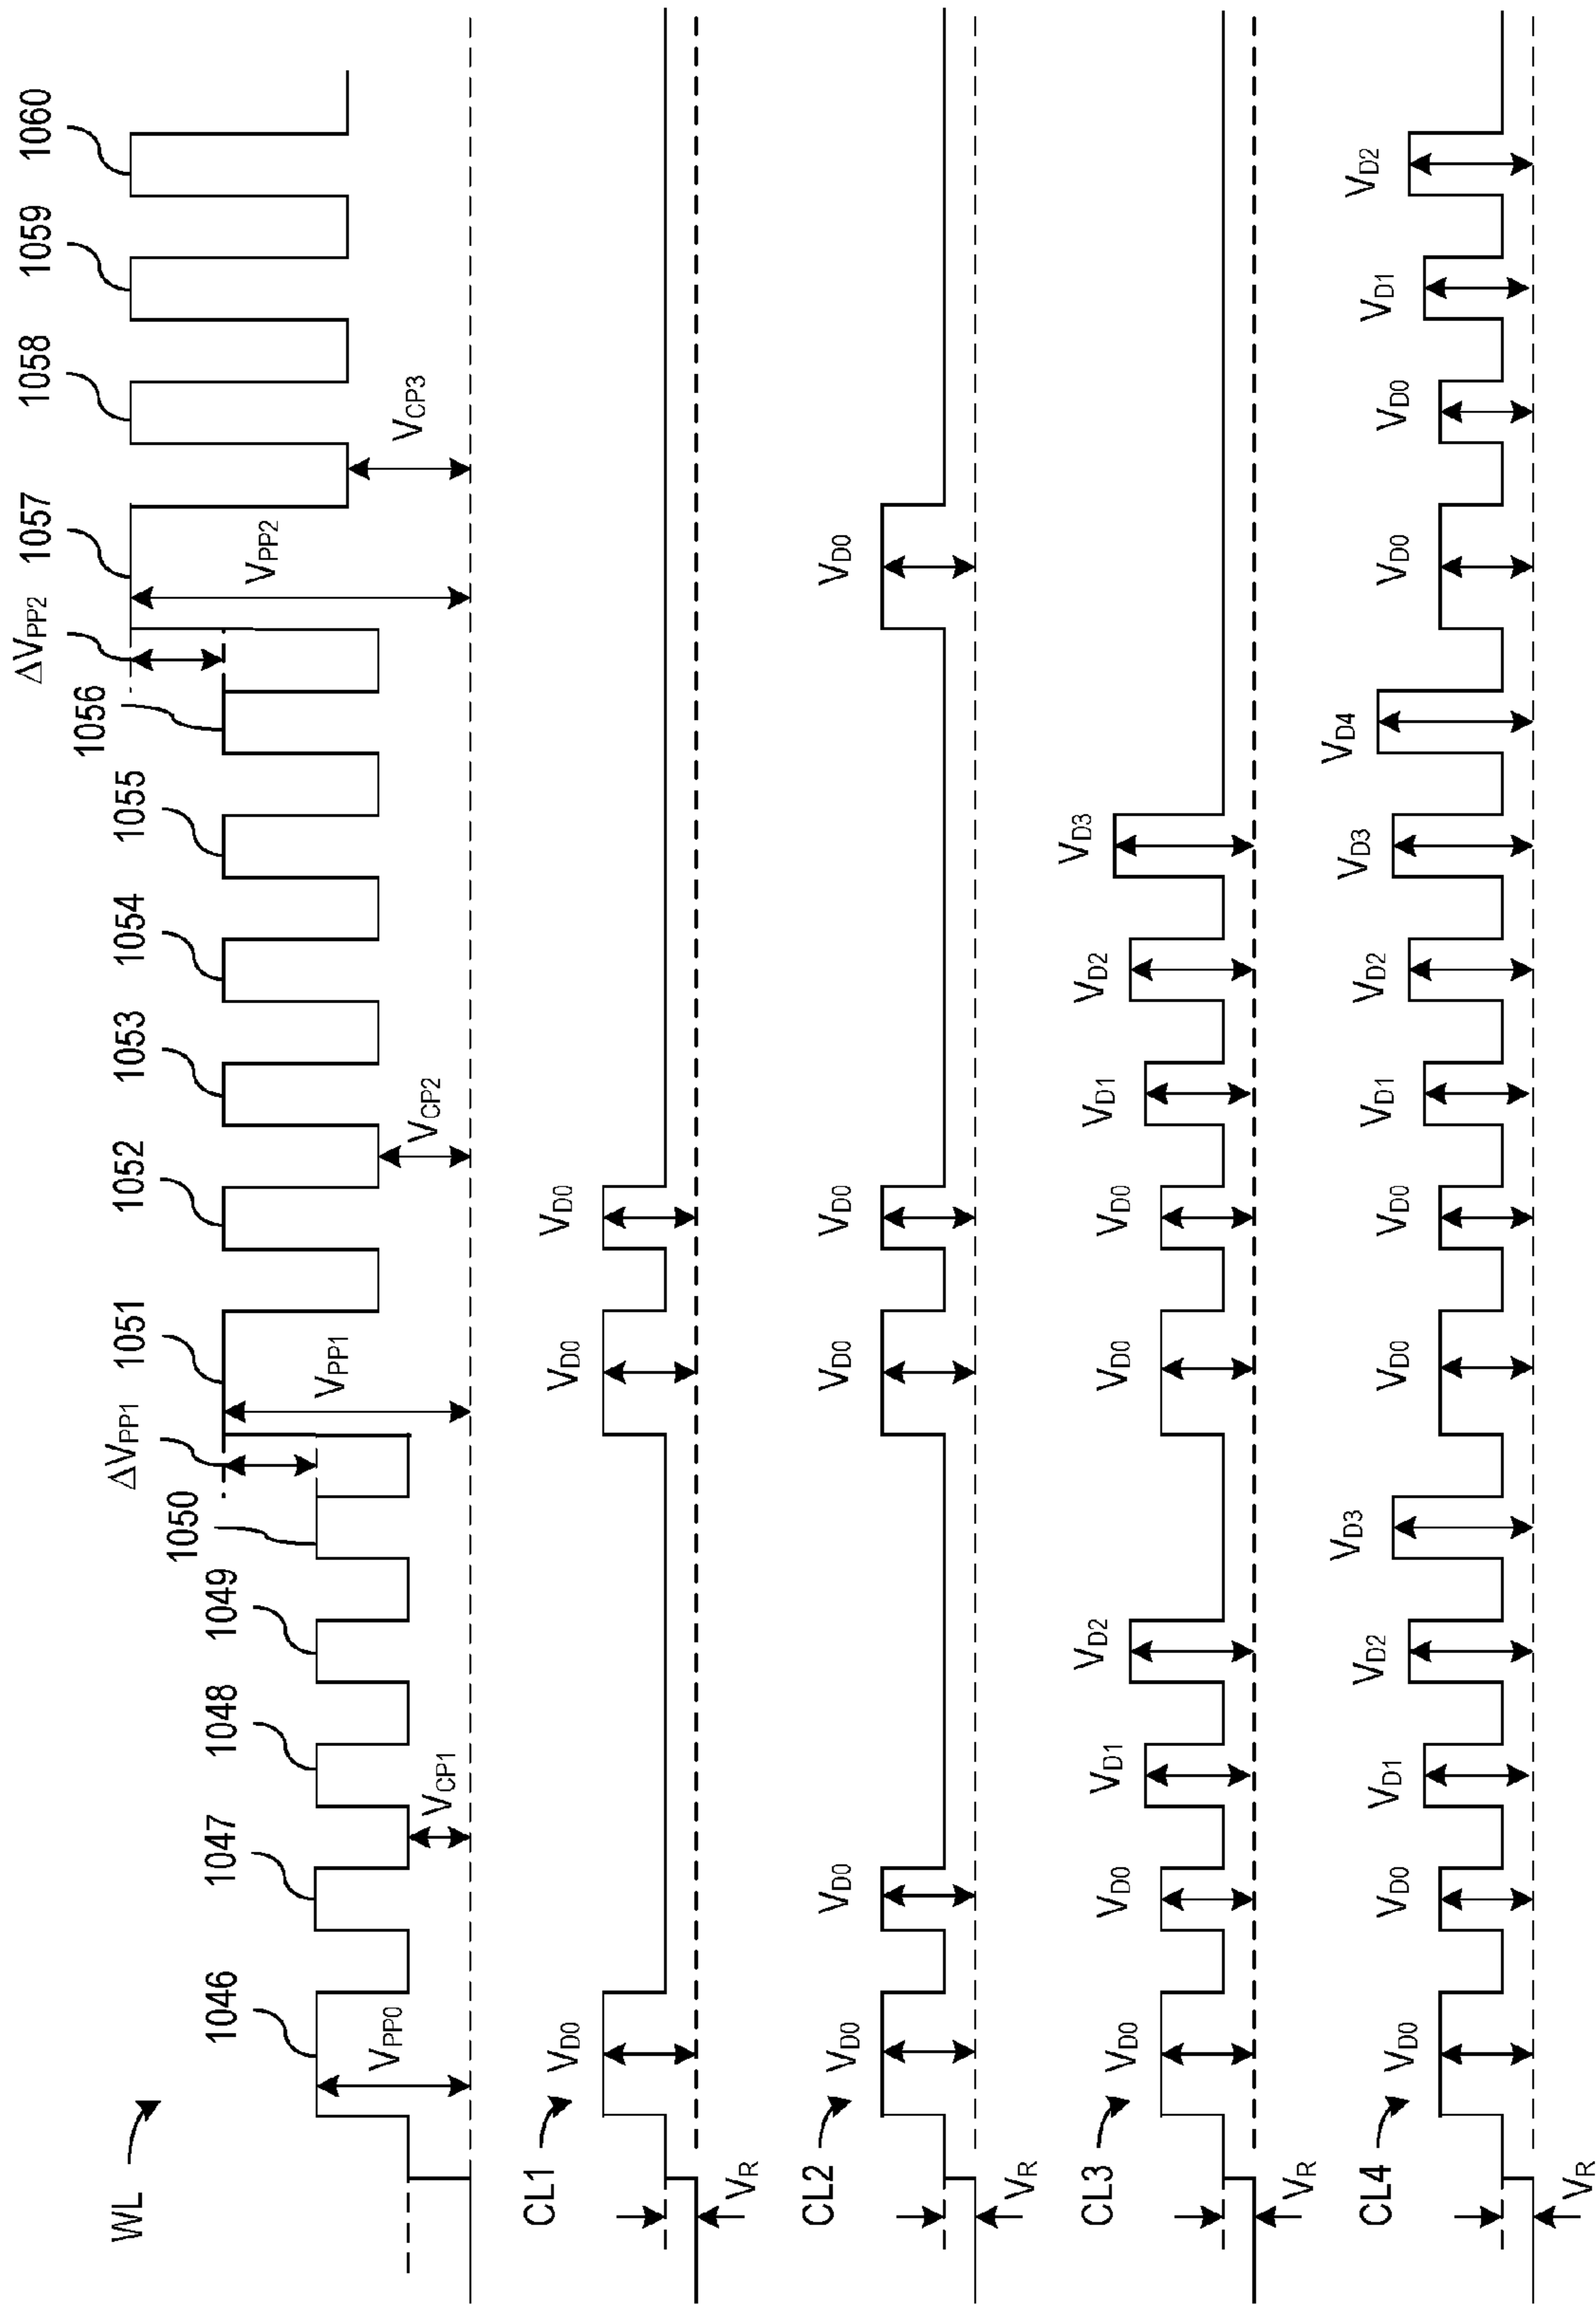 WL
1046
1047
1048
1049
1050
ΔVPP1
1051
1052
1053
1054
1055
1056
ΔVPP2
1057
1058
1059
1060
VPP0
VCP1
VPP1
VCP2
VPP2
VCP3
CL1
VR
VD0
VD0
VD0
CL2
VR
VD0
VD0
VD0
VD0
VD0
CL3
VR
VD0
VD0
VD1
VD2
VD0
VD0
VD1
VD2
VD3
CL4
VR
VD0
VD0
VD1
VD2
VD3
VD0
VD0
VD1
VD2
VD3
VD4
VD0
VD0
VD1
VD2